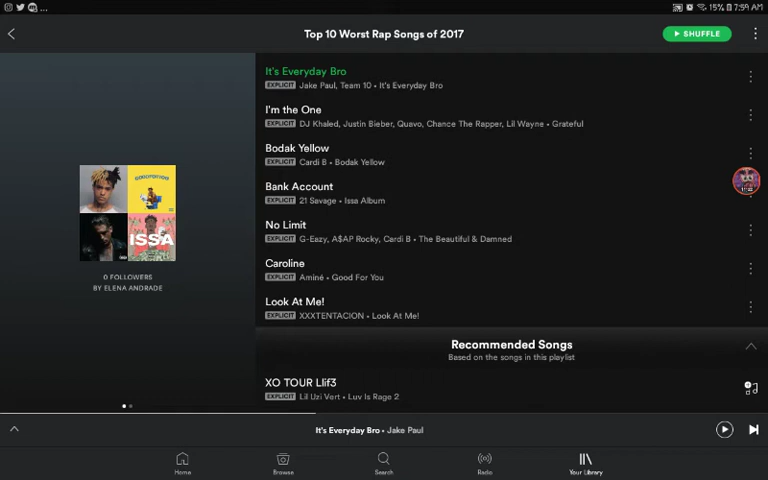 15% 7:59 AM
Top 10 Worst Rap Songs of 2017
SHUFFLE
It's Everyday Bro
EXPLICIT Jake Paul, Team 10 • It's Everyday Bro
I'm the One
EXPLICIT DJ Khaled, Justin Bieber, Quavo, Chance The Rapper, Lil Wayne • Grateful
Bodak Yellow
EXPLICIT Cardi B • Bodak Yellow
Bank Account
EXPLICIT 21 Savage • Issa Album
No Limit
EXPLICIT G-Eazy, A$AP Rocky, Cardi B • The Beautiful & Damned
Caroline
EXPLICIT Aminé • Good For You
Look At Me!
EXPLICIT XXXTENTACION • Look At Me!
ISSA
0 FOLLOWERS
BY ELENA ANDRADE
Recommended Songs
Based on the songs in this playlist
XO TOUR Llif3
EXPLICIT Lil Uzi Vert • Luv Is Rage 2
It's Everyday Bro • Jake Paul
Home
Browse
Search
Radio
Your Library